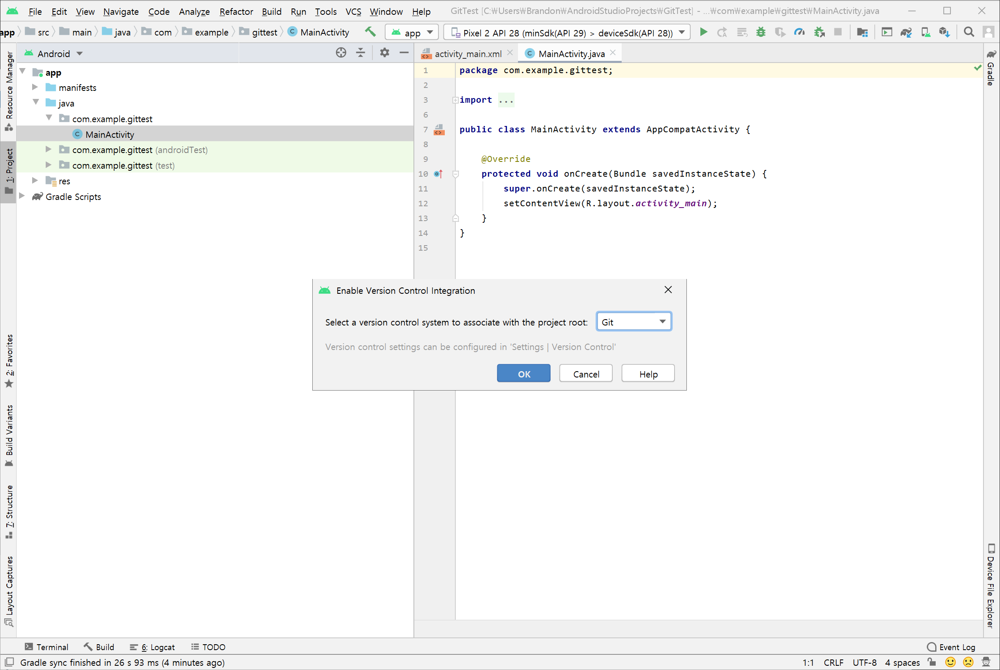 File Edit View Navigate Code Analyze Refactor Build Run Tools VCS Window Help GitTest [C:₩Users₩Brandon₩AndroidStudioProjects₩GitTest] - ...₩com₩example₩gittest₩MainActivity.java
app src main java com example gittest MainActivity app Pixel 2 API 28 (minSdk(API 29) > deviceSdk(API 28))
Resource Manager
1: Project
2: Favorites
Build Variants
7: Structure
Layout Captures
Android
app
manifests
java
com.example.gittest
MainActivity
com.example.gittest (androidTest)
com.example.gittest (test)
res
Gradle Scripts
activity_main.xml MainActivity.java
1 package com.example.gittest;
2
3 import ...
6
7 public class MainActivity extends AppCompatActivity {
8
9 @Override
10 protected void onCreate(Bundle savedInstanceState) {
11 super.onCreate(savedInstanceState);
12 setContentView(R.layout.activity_main);
13 }
14 }
15
Enable Version Control Integration
Select a version control system to associate with the project root: Git
Version control settings can be configured in 'Settings | Version Control'
OK Cancel Help
Gradle
Device File Explorer
Terminal Build 6: Logcat TODO Event Log
Gradle sync finished in 26 s 93 ms (4 minutes ago) 1:1 CRLF UTF-8 4 spaces